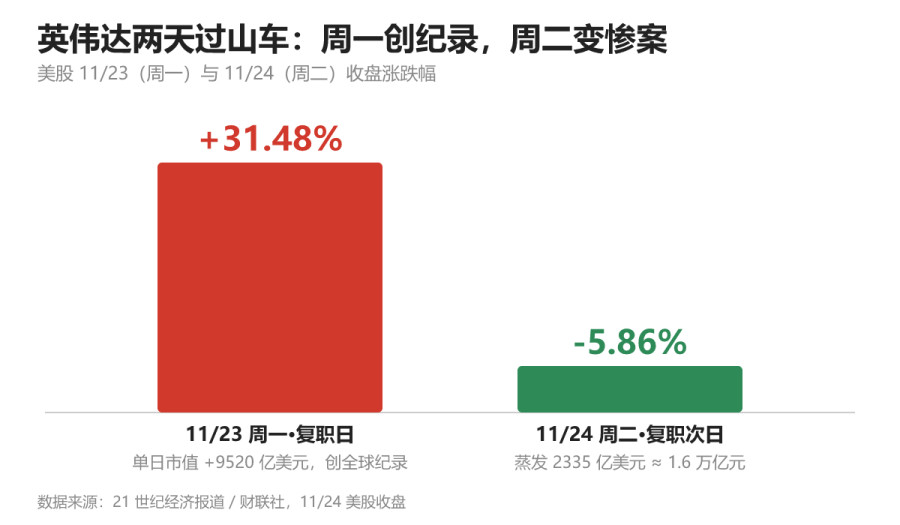 英伟达两天过山车：周一创纪录，周二变惨案
美股 11/23（周一）与 11/24（周二）收盘涨跌幅
+31.48%
-5.86%
11/23 周一·复职日
11/24 周二·复职次日
单日市值 +9520 亿美元，创全球纪录
蒸发 2335 亿美元 ≈ 1.6 万亿元
数据来源：21 世纪经济报道 / 财联社，11/24 美股收盘